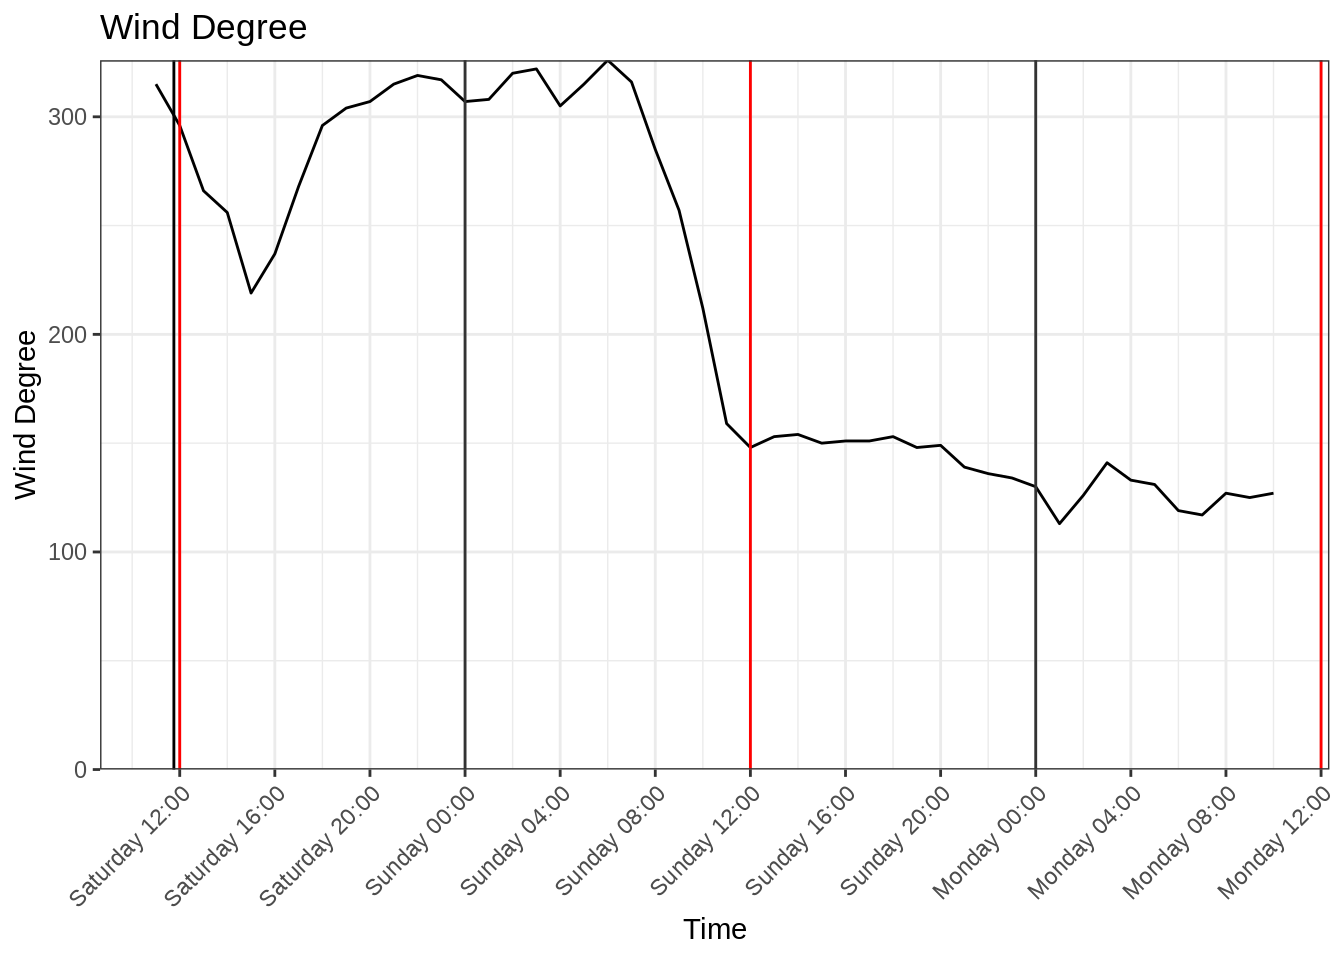 Wind Degree
Wind Degree
300
200
100
0
Saturday 12:00
Saturday 16:00
Saturday 20:00
Sunday 00:00
Sunday 04:00
Sunday 08:00
Sunday 12:00
Sunday 16:00
Sunday 20:00
Monday 00:00
Monday 04:00
Monday 08:00
Monday 12:00
Time